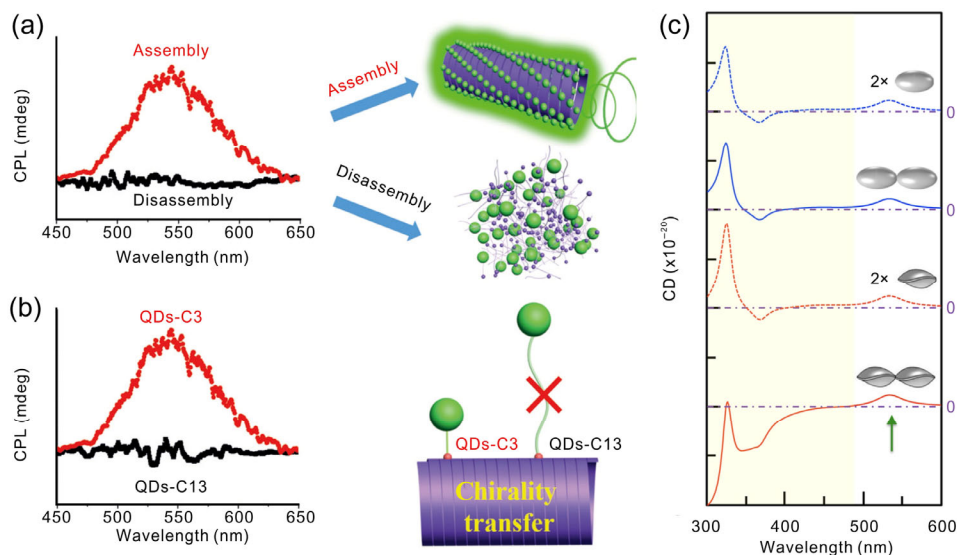 (a)
CPL (mdeg)
Assembly
Disassembly
450 500 550 600 650
Wavelength (nm)
Assembly
Disassembly
(b)
CPL (mdeg)
QDs-C3
QDs-C13
450 500 550 600 650
Wavelength (nm)
QDs-C3
QDs-C13
Chirality
transfer
(c)
CD (x10⁻²⁰)
2×
0
0
2×
0
0
300 400 500 600
Wavelength (nm)